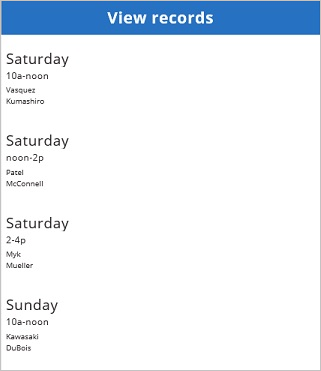 View records
Saturday
10a-noon
Vasquez
Kumashiro
Saturday
noon-2p
Patel
McConnell
Saturday
2-4p
Myk
Mueller
Sunday
10a-noon
Kawasaki
DuBois